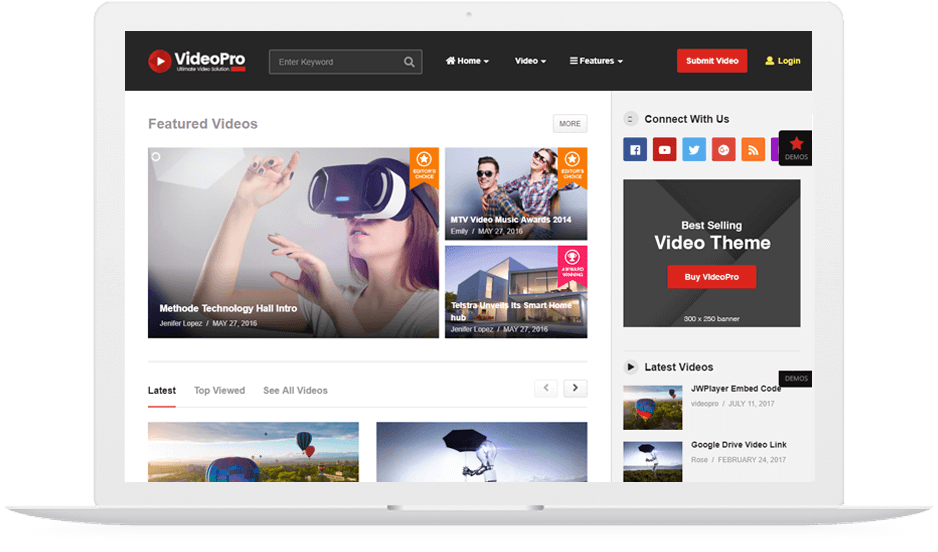 VideoPro
Ultimate Video Solution
Enter Keyword
Home
Video
Features
Submit Video
Login
Featured Videos
MORE
EDITOR'S
CHOICE
Methode Technology Hall Intro
Jenifer Lopez / MAY 27, 2016
EDITOR'S
CHOICE
MTV Video Music Awards 2014
Emily / MAY 27, 2016
AWARD
WINNING
Telstra Unveils Its Smart Home
hub
Jenifer Lopez / MAY 27, 2016
Latest
Top Viewed
See All Videos
Connect With Us
DEMOS
Best Selling
Video Theme
Buy VideoPro
300 x 250 banner
Latest Videos
DEMOS
JWPlayer Embed Code
videopro / JULY 11, 2017
Google Drive Video Link
Rose / FEBRUARY 24, 2017